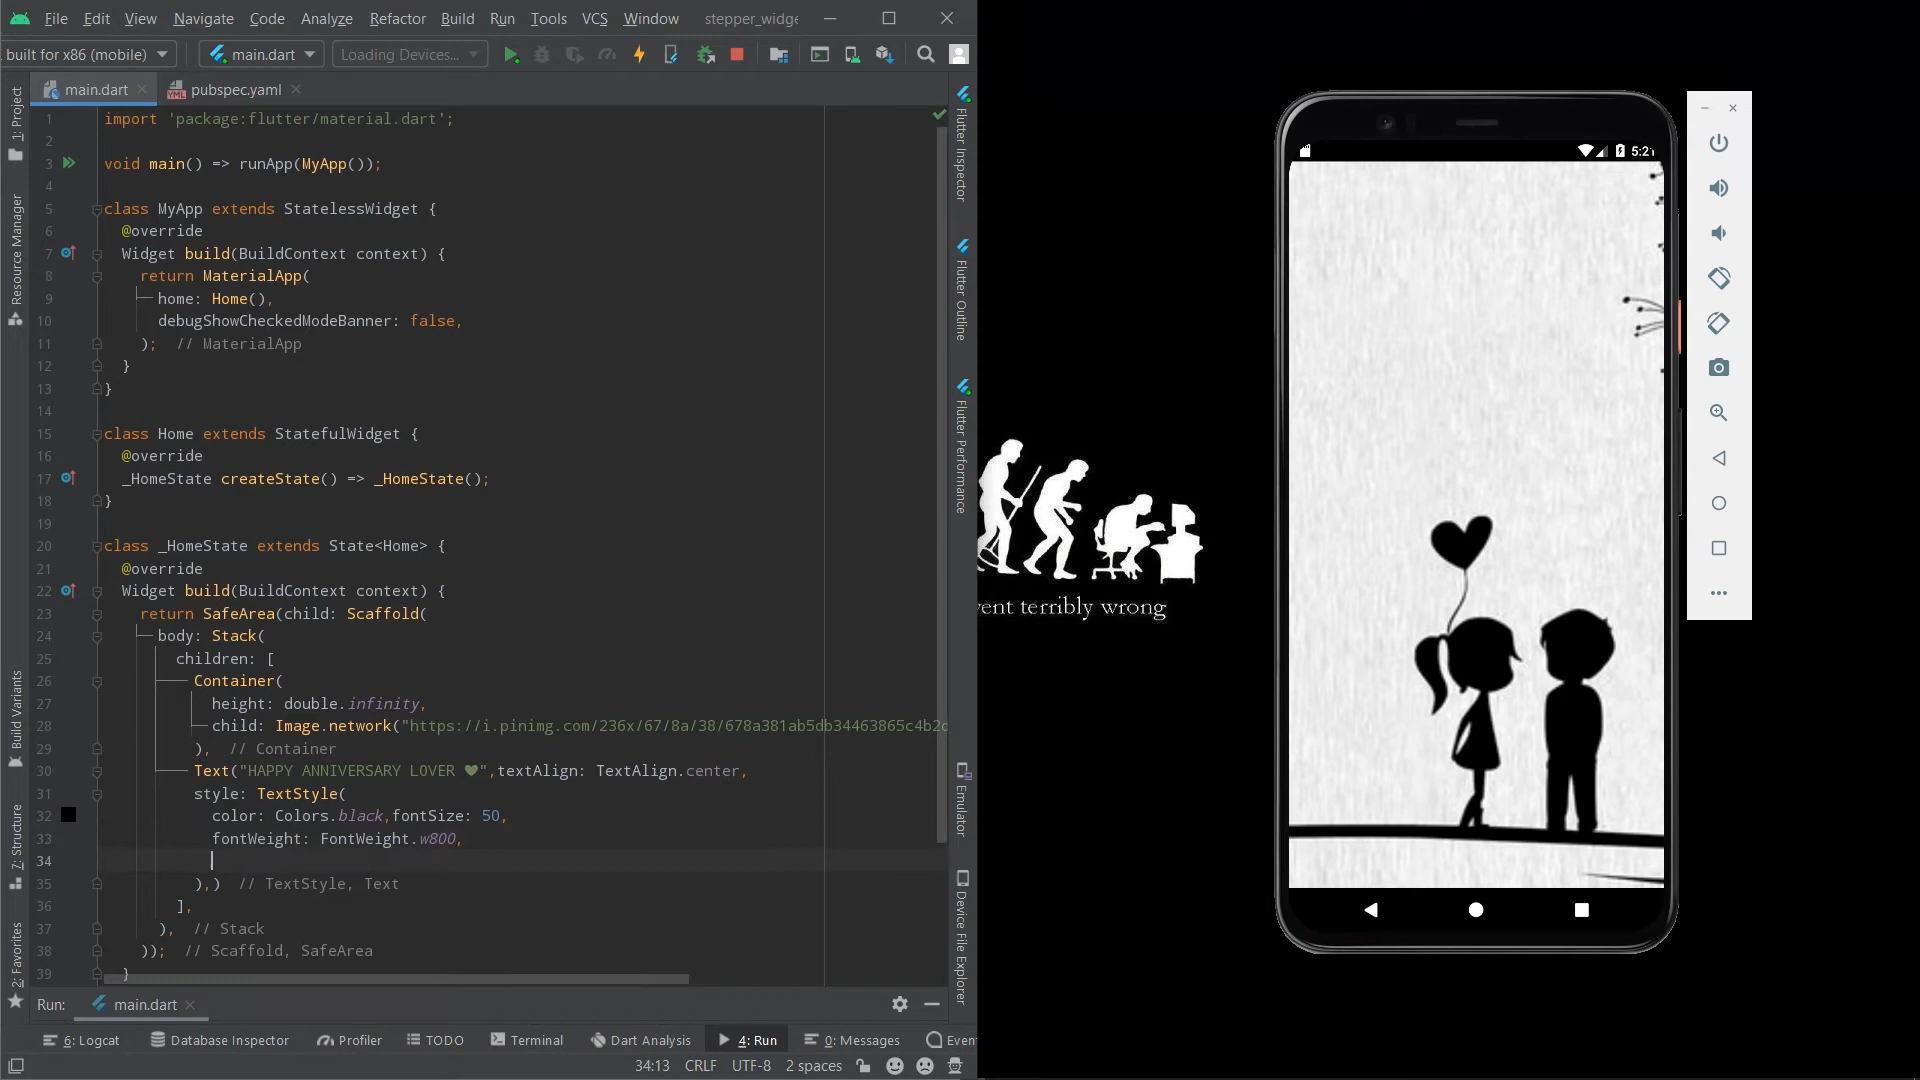 File Edit View Navigate Code Analyze Refactor Build Run Tools VCS Window stepper_widge
built for x86 (mobile) main.dart Loading Devices...
main.dart pubspec.yaml
1: Project
Resource Manager
Build Variants
7: Structure
2: Favorites
1 import 'package:flutter/material.dart';
2
3 void main() => runApp(MyApp());
4
5 class MyApp extends StatelessWidget {
6 @override
7 Widget build(BuildContext context) {
8 return MaterialApp(
9 home: Home(),
10 debugShowCheckedModeBanner: false,
11 ); // MaterialApp
12 }
13 }
14
15 class Home extends StatefulWidget {
16 @override
17 _HomeState createState() => _HomeState();
18 }
19
20 class _HomeState extends State<Home> {
21 @override
22 Widget build(BuildContext context) {
23 return SafeArea(child: Scaffold(
24 body: Stack(
25 children: [
26 Container(
27 height: double.infinity,
28 child: Image.network("https://i.pinimg.com/236x/67/8a/38/678a381ab5db34463865c4b2d
29 ), // Container
30 Text("HAPPY ANNIVERSARY LOVER ♥",textAlign: TextAlign.center,
31 style: TextStyle(
32 color: Colors.black,fontSize: 50,
33 fontWeight: FontWeight.w800,
34
35 ),) // TextStyle, Text
36 ],
37 ), // Stack
38 )); // Scaffold, SafeArea
39 }
Flutter Inspector
Flutter Outline
Flutter Performance
Emulator
Device File Explorer
Run: main.dart
6: Logcat Database Inspector Profiler TODO Terminal Dart Analysis 4: Run 0: Messages Even
34:13 CRLF UTF-8 2 spaces
vent terribly wrong
5:21